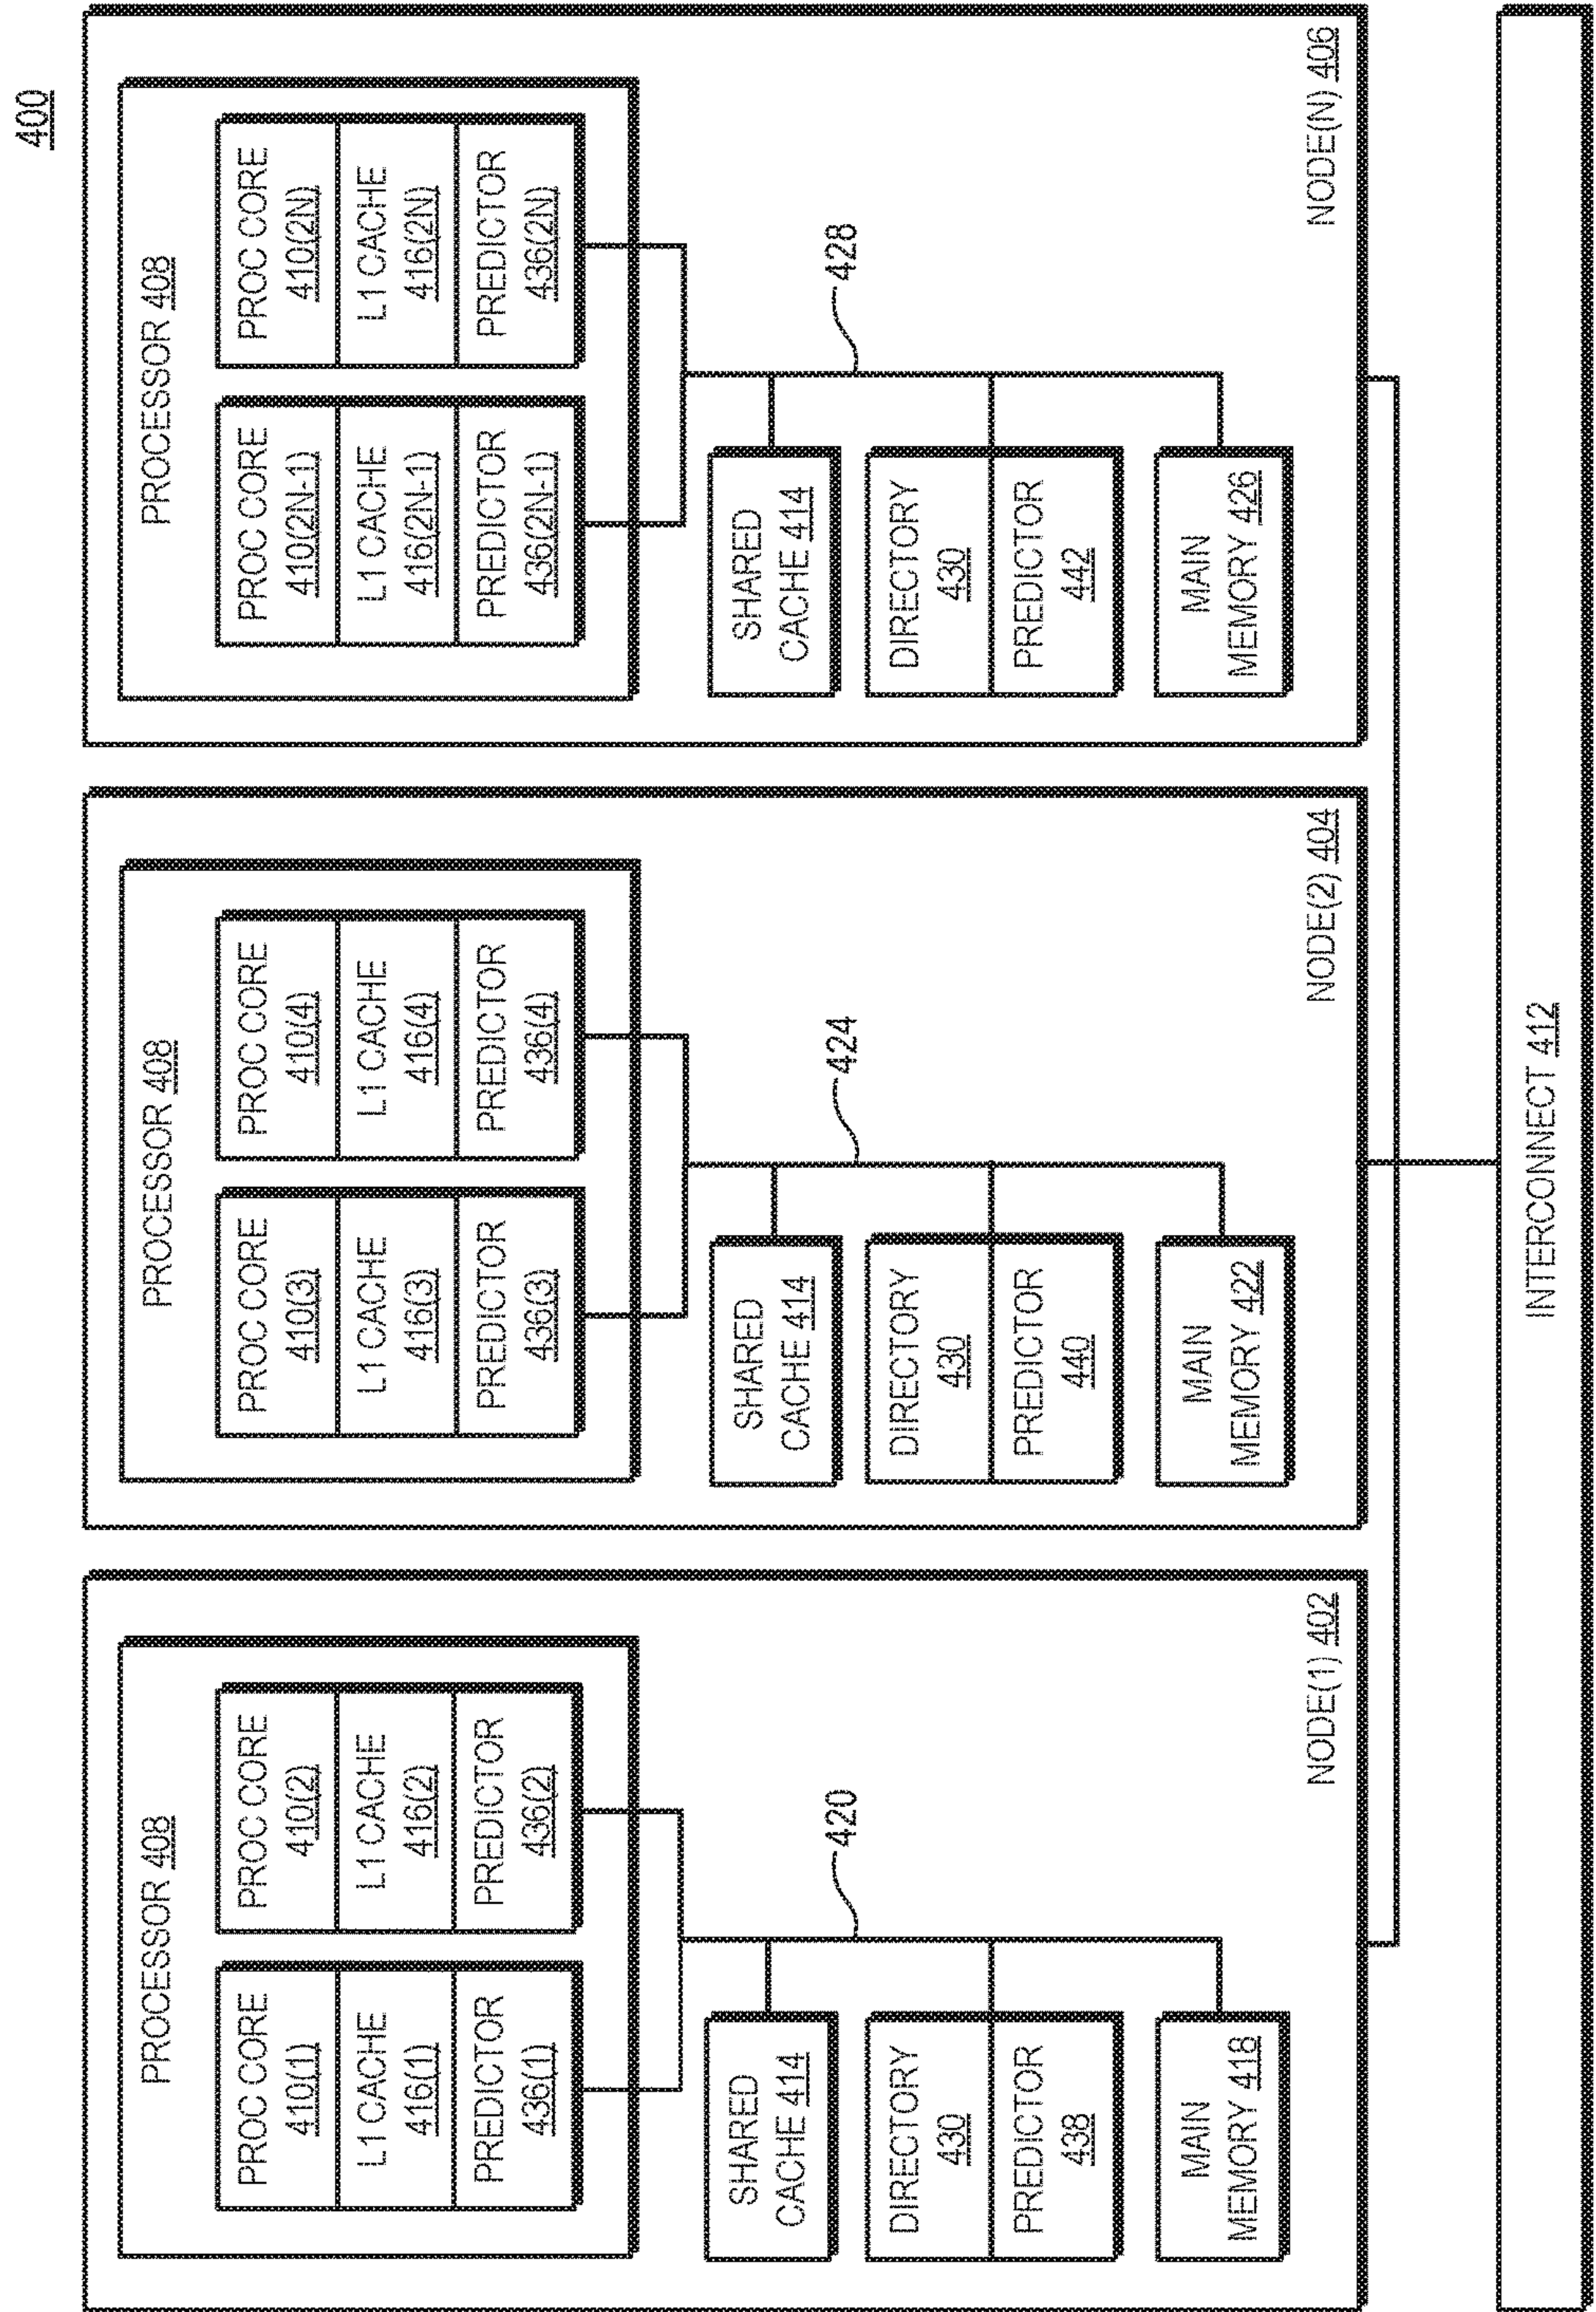 400
PROCESSOR 408
PROC CORE
410(1)
L1 CACHE
416(1)
PREDICTOR
436(1)
PROC CORE
410(2)
L1 CACHE
416(2)
PREDICTOR
436(2)
420
SHARED
CACHE 414
DIRECTORY
430
PREDICTOR
438
MAIN
MEMORY 418
NODE(1) 402
PROCESSOR 408
PROC CORE
410(3)
L1 CACHE
416(3)
PREDICTOR
436(3)
PROC CORE
410(4)
L1 CACHE
416(4)
PREDICTOR
436(4)
424
SHARED
CACHE 414
DIRECTORY
430
PREDICTOR
440
MAIN
MEMORY 422
NODE(2) 404
PROCESSOR 408
PROC CORE
410(2N-1)
L1 CACHE
416(2N-1)
PREDICTOR
436(2N-1)
PROC CORE
410(2N)
L1 CACHE
416(2N)
PREDICTOR
436(2N)
428
SHARED
CACHE 414
DIRECTORY
430
PREDICTOR
442
MAIN
MEMORY 426
NODE(N) 406
INTERCONNECT 412